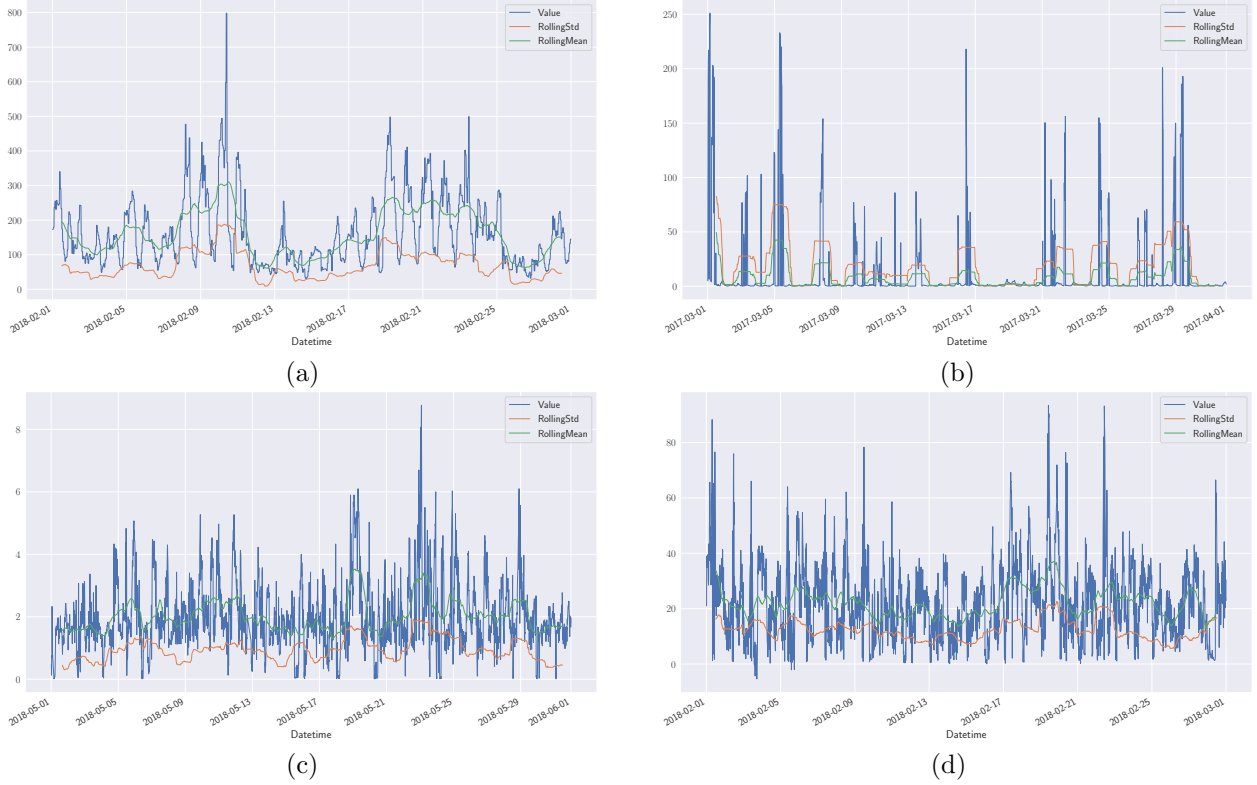 800
700
600
500
400
300
200
100
0
Value
RollingStd
RollingMean
2018-02-01
2018-02-05
2018-02-09
2018-02-13
2018-02-17
2018-02-21
2018-02-25
2018-03-01
Datetime
(a)
250
200
150
100
50
0
Value
RollingStd
RollingMean
2017-03-01
2017-03-05
2017-03-09
2017-03-13
2017-03-17
2017-03-21
2017-03-25
2017-03-29
2017-04-01
Datetime
(b)
8
6
4
2
0
Value
RollingStd
RollingMean
2018-05-01
2018-05-05
2018-05-09
2018-05-13
2018-05-17
2018-05-21
2018-05-25
2018-05-29
2018-06-01
Datetime
(c)
80
60
40
20
0
Value
RollingStd
RollingMean
2018-02-01
2018-02-05
2018-02-09
2018-02-13
2018-02-17
2018-02-21
2018-02-25
2018-03-01
Datetime
(d)